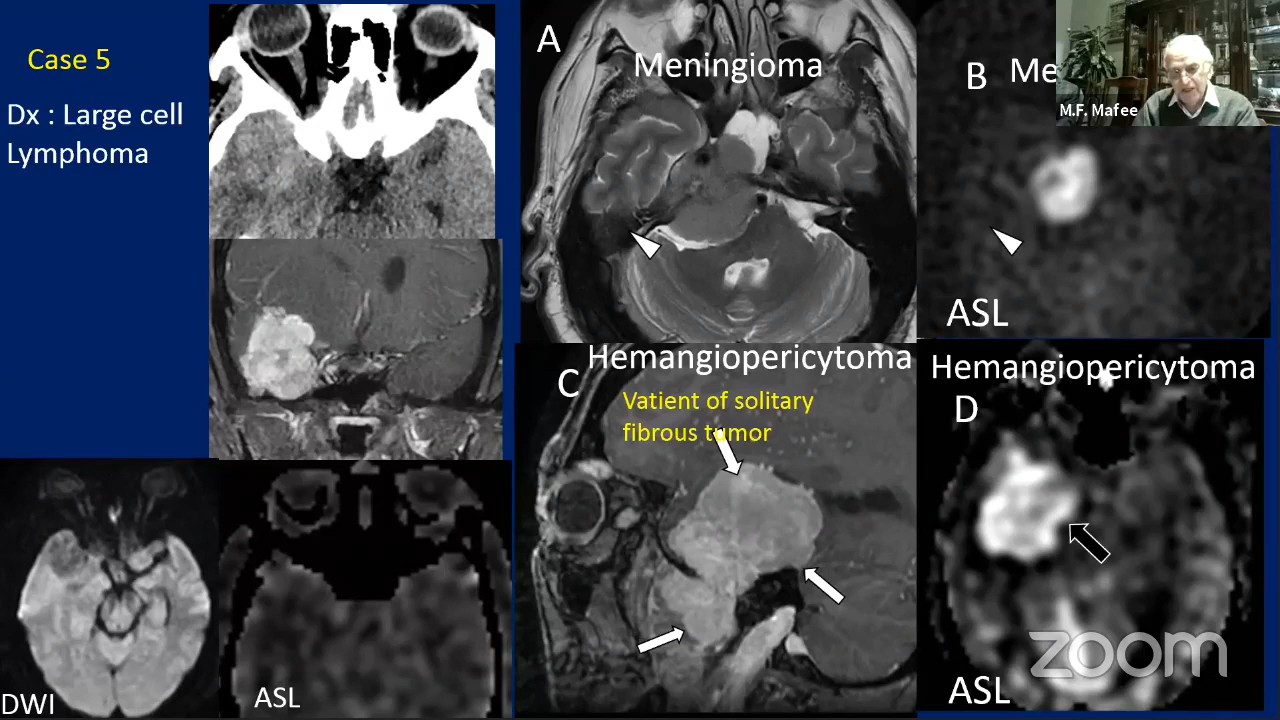 Case 5
Dx : Large cell
Lymphoma
DWI
ASL
A
Meningioma
B Me
M.F. Mafee
ASL
Hemangiopericytoma
C
Vatient of solitary
fibrous tumor
Hemangiopericytoma
D
zoom
ASL